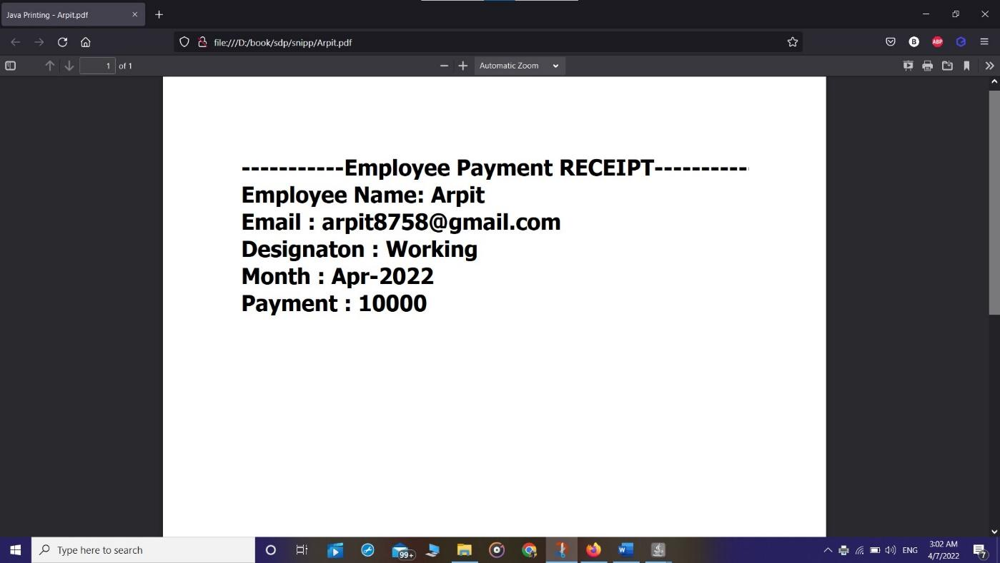 Java Printing - Arpit.pdf
file:///D:/book/sdp/snipp/Arpit.pdf
B
ABP
1 of 1
Automatic Zoom
-----------Employee Payment RECEIPT----------
Employee Name: Arpit
Email : arpit8758@gmail.com
Designaton : Working
Month : Apr-2022
Payment : 10000
Type here to search
99+
W
ENG
3:02 AM
4/7/2022
7